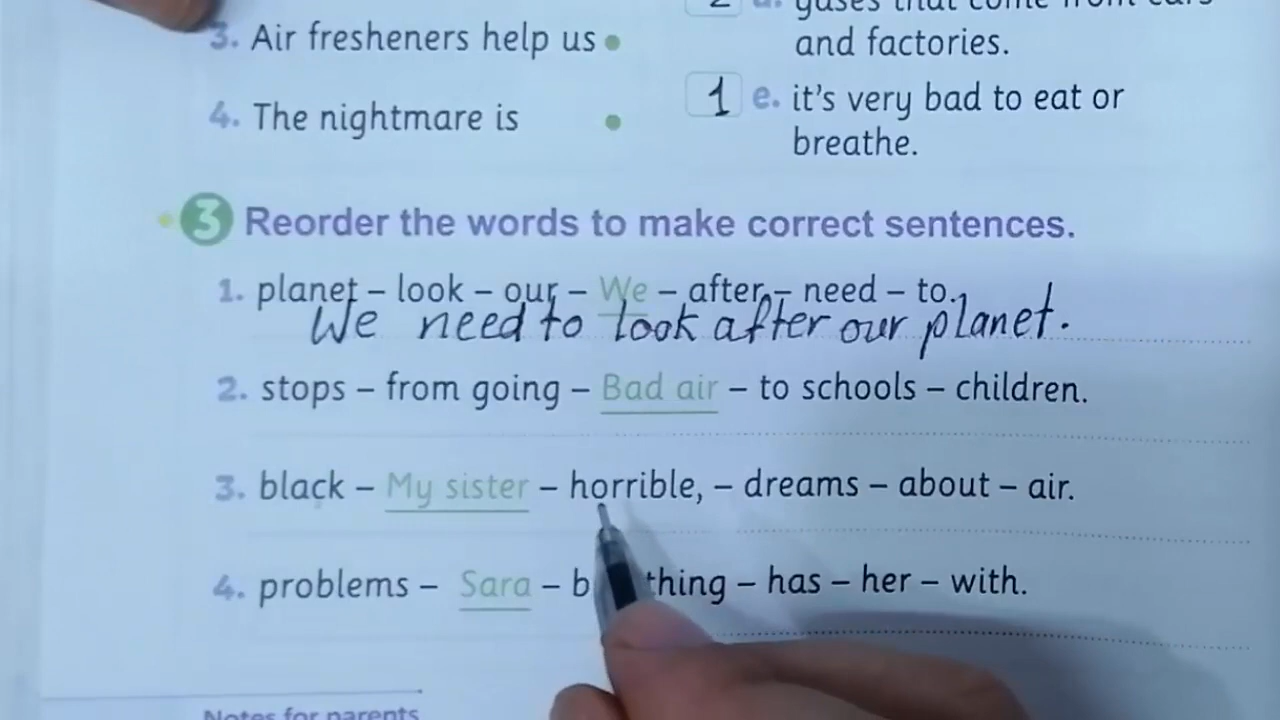 3. Air fresheners help us
and factories.
4. The nightmare is
1 e. it's very bad to eat or
breathe.
3 Reorder the words to make correct sentences.
1. planet – look – our – We – after – need – to.
We need to look after our planet.
2. stops – from going – Bad air – to schools – children.
3. black – My sister – horrible, – dreams – about – air.
4. problems – Sara – b thing – has – her – with.
Notes for parents